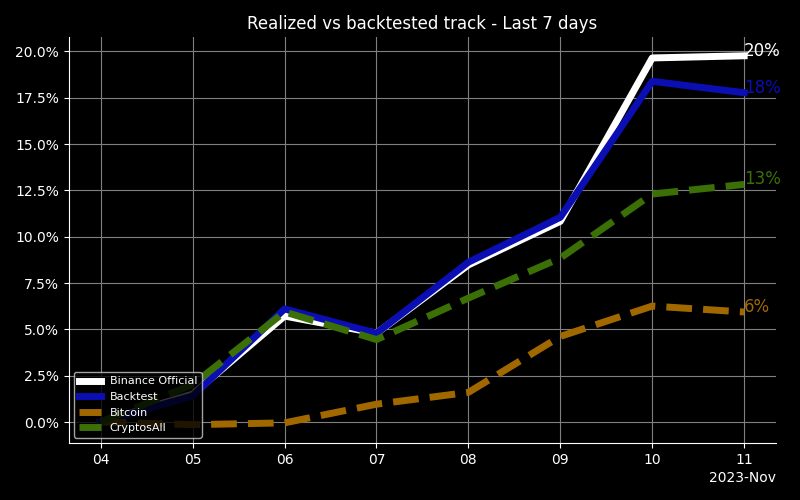 Realized vs backtested track - Last 7 days
20.0%
17.5%
15.0%
12.5%
10.0%
7.5%
5.0%
2.5%
0.0%
20%
18%
13%
6%
Binance Official
Backtest
Bitcoin
CryptosAll
04 05 06 07 08 09 10 11
2023-Nov